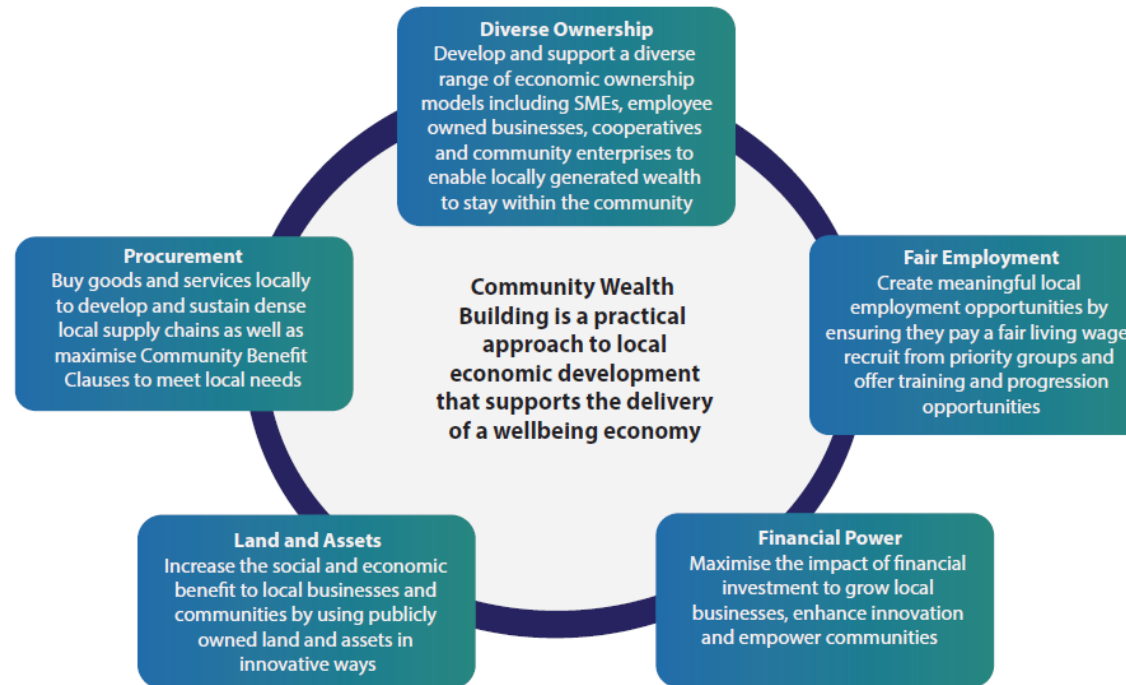 Diverse Ownership
Develop and support a diverse
range of economic ownership
models including SMEs, employee
owned businesses, cooperatives
and community enterprises to
enable locally generated wealth
to stay within the community
Procurement
Buy goods and services locally
to develop and sustain dense
local supply chains as well as
maximise Community Benefit
Clauses to meet local needs
Community Wealth
Building is a practical
approach to local
economic development
that supports the delivery
of a wellbeing economy
Fair Employment
Create meaningful local
employment opportunities by
ensuring they pay a fair living wage
recruit from priority groups and
offer training and progression
opportunities
Land and Assets
Increase the social and economic
benefit to local businesses and
communities by using publicly
owned land and assets in
innovative ways
Financial Power
Maximise the impact of financial
investment to grow local
businesses, enhance innovation
and empower communities